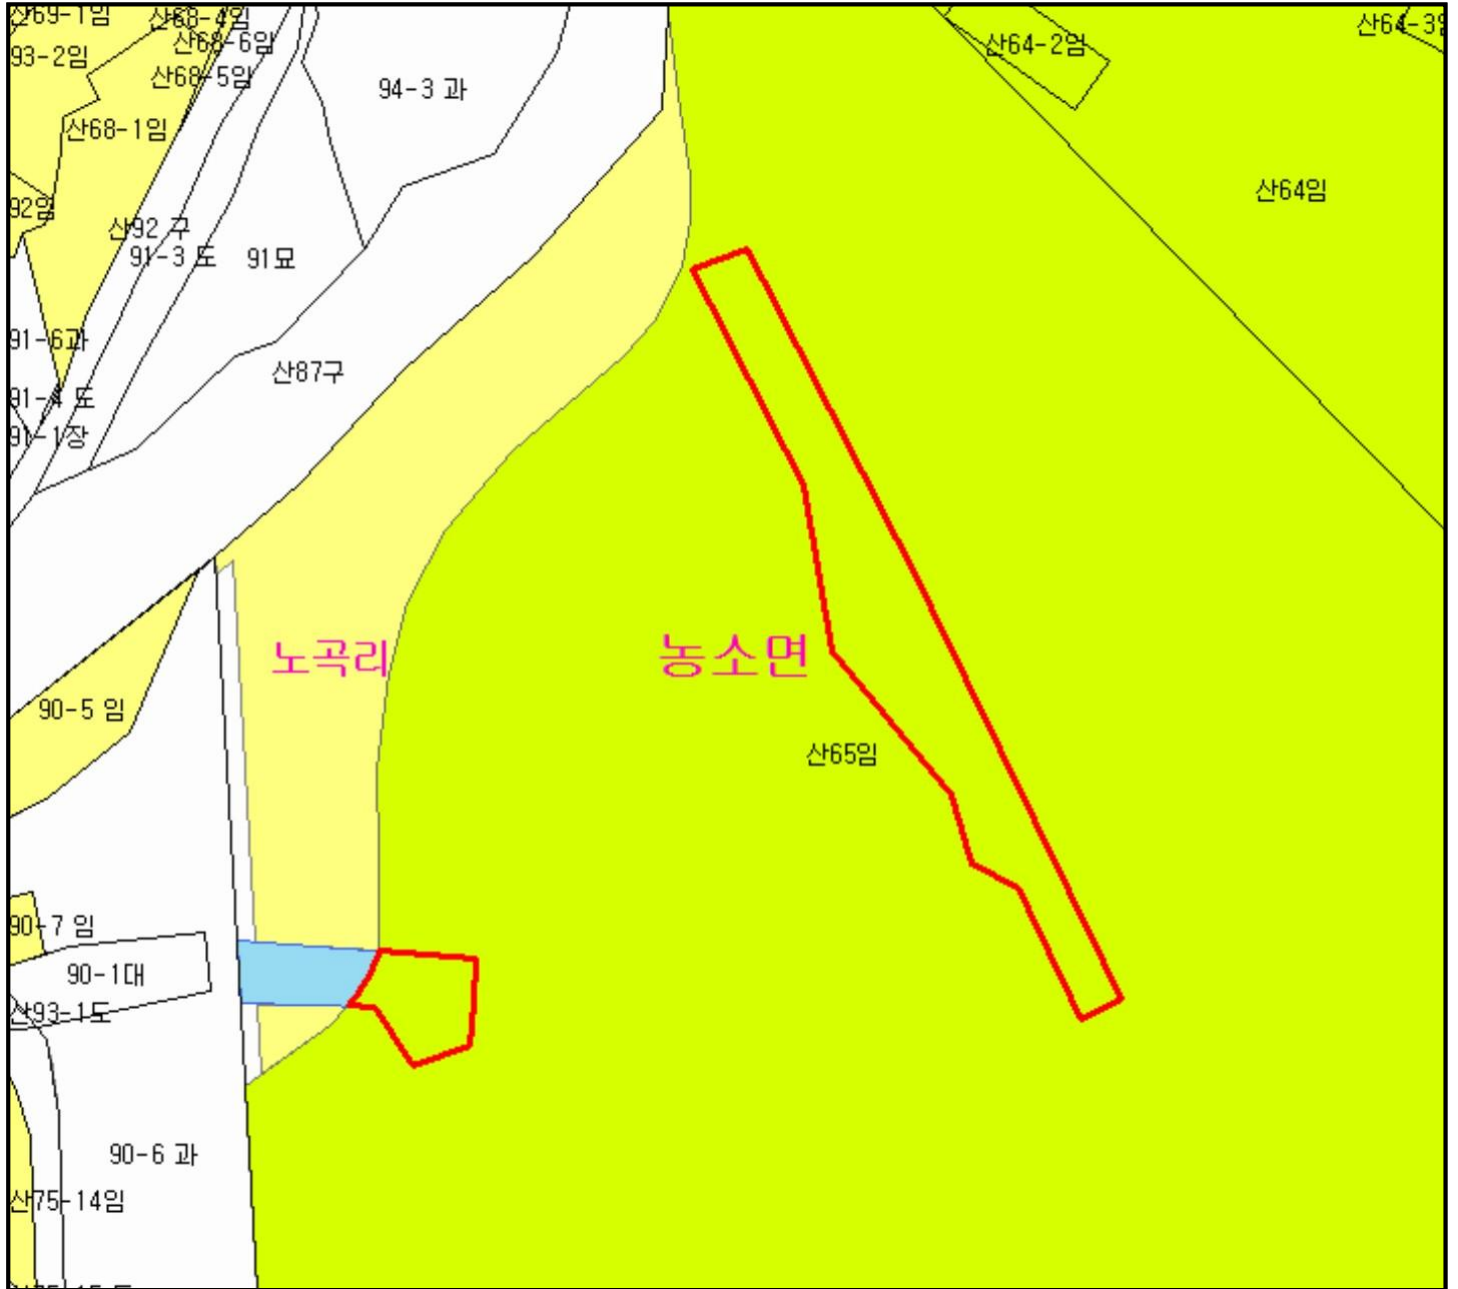 산69-1임
산68-4임
산64-3임
산68-6임
산64-2임
93-2임
산68-5임
94-3 과
산68-1임
산64임
92임
산92 구
91-3 도
91묘
91-6과
산87구
91-4 도
91-1장
노곡리
농소면
90-5 임
산65임
90-7 임
90-1대
산93-1도
90-6 과
산75-14임